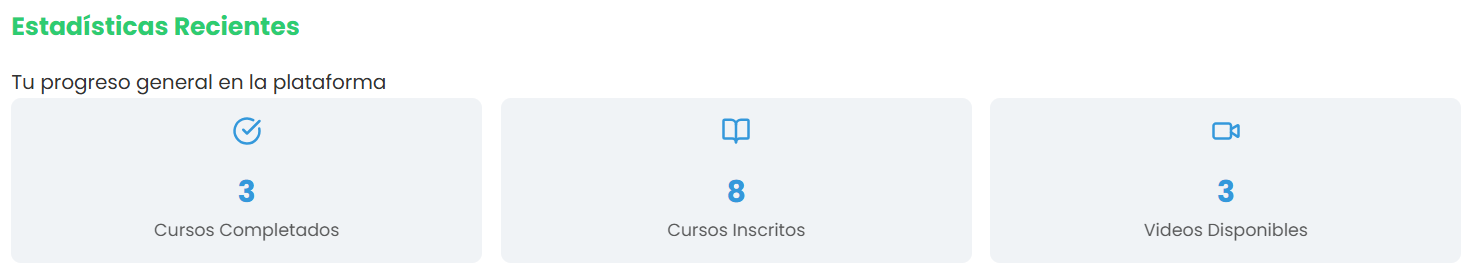 Estadísticas Recientes
Tu progreso general en la plataforma
3
Cursos Completados
8
Cursos Inscritos
3
Videos Disponibles